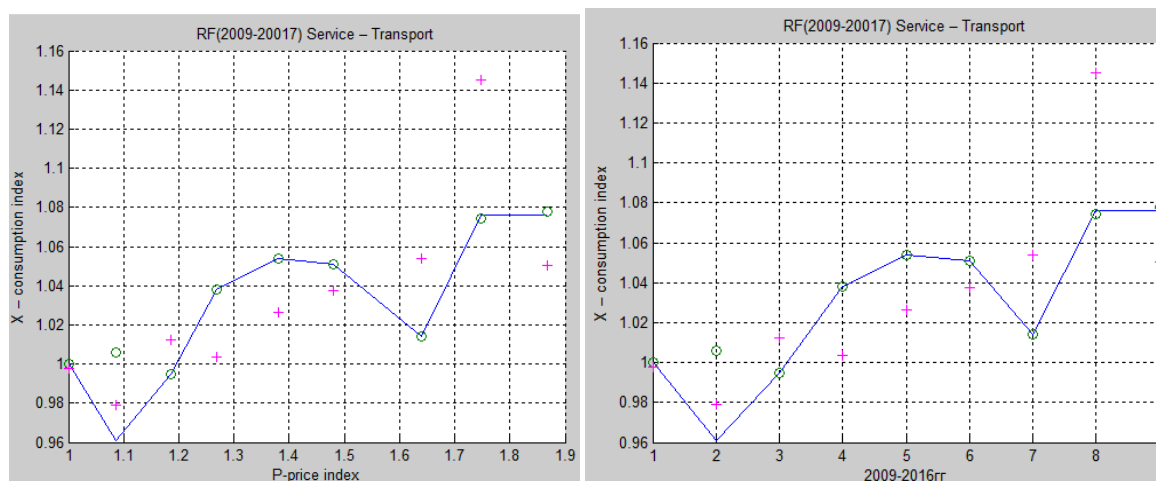 RF(2009-20017) Service – Transport
1.16
1.14
1.12
1.1
1.08
1.06
1.04
1.02
1
0.98
0.96
X – consumption index
1 1.1 1.2 1.3 1.4 1.5 1.6 1.7 1.8 1.9
P-price index
RF(2009-20017) Service – Transport
1.16
1.14
1.12
1.1
1.08
1.06
1.04
1.02
1
0.98
0.96
X – consumption index
1 2 3 4 5 6 7 8
2009-2016гг